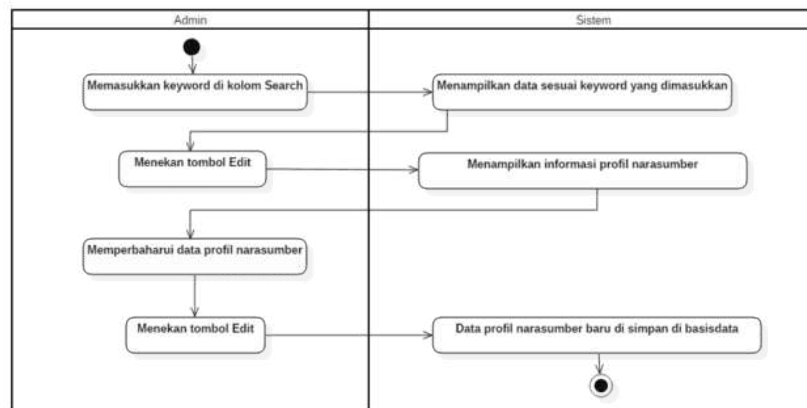 Admin
Sistem
Memasukkan keyword di kolom Search
Menampilkan data sesuai keyword yang dimasukkan
Menekan tombol Edit
Menampilkan informasi profil narasumber
Memperbaharui data profil narasumber
Menekan tombol Edit
Data profil narasumber baru di simpan di basisdata